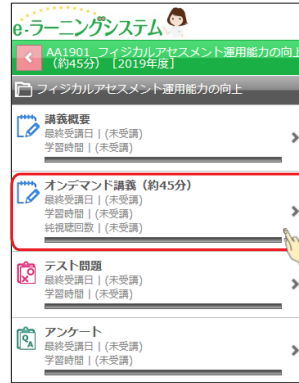 e-ラーニングシステム
AA1901 フィジカルアセスメント運用能力の向上
（約45分）［2019年度］
フィジカルアセスメント運用能力の向上
講義概要
最終受講日 | (未受講)
学習時間 | (未受講)
オンデマンド講義（約45分）
最終受講日 | (未受講)
学習時間 | (未受講)
純視聴回数 | (未受講)
テスト問題
最終受講日 | (未受講)
学習時間 | (未受講)
アンケート
最終受講日 | (未受講)
学習時間 | (未受講)